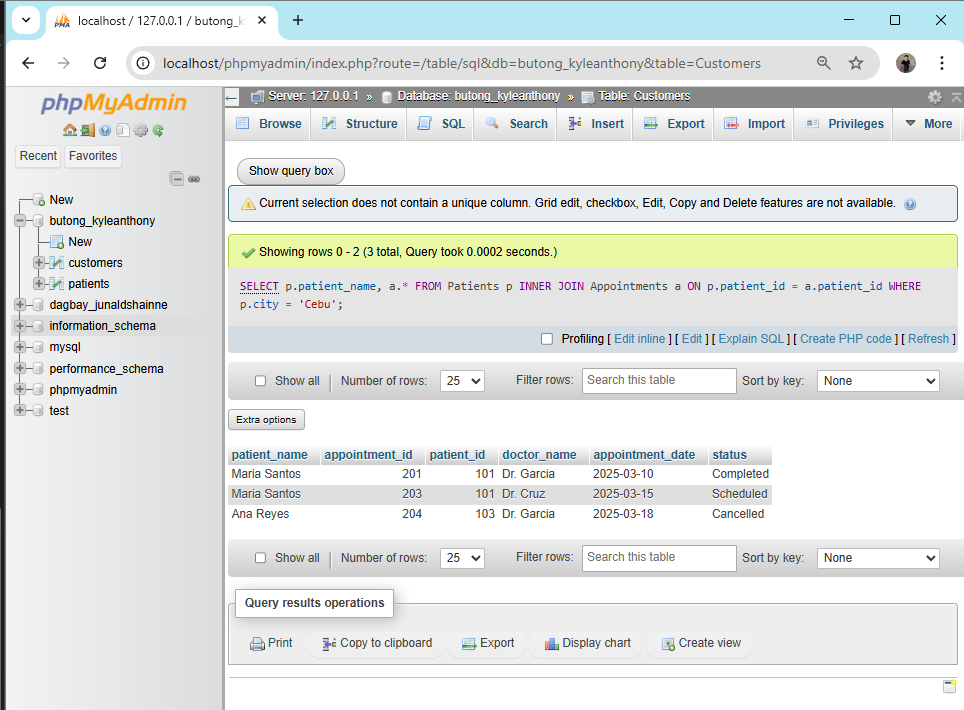 localhost / 127.0.0.1 / butong_k
localhost/phpmyadmin/index.php?route=/table/sql&db=butong_kyleanthony&table=Customers
phpMyAdmin
Recent Favorites
New
butong_kyleanthony
New
customers
patients
dagbay_junaldshainne
information_schema
mysql
performance_schema
phpmyadmin
test
Server: 127.0.0.1 » Database: butong_kyleanthony » Table: Customers
Browse Structure SQL Search Insert Export Import Privileges More
Show query box
Current selection does not contain a unique column. Grid edit, checkbox, Edit, Copy and Delete features are not available.
Showing rows 0 - 2 (3 total, Query took 0.0002 seconds.)
SELECT p.patient_name, a.* FROM Patients p INNER JOIN Appointments a ON p.patient_id = a.patient_id WHERE
p.city = 'Cebu';
Profiling [ Edit inline ] [ Edit ] [ Explain SQL ] [ Create PHP code ] [ Refresh ]
Show all Number of rows: 25 Filter rows: Search this table Sort by key: None
Extra options
patient_name appointment_id patient_id doctor_name appointment_date status
Maria Santos 201 101 Dr. Garcia 2025-03-10 Completed
Maria Santos 203 101 Dr. Cruz 2025-03-15 Scheduled
Ana Reyes 204 103 Dr. Garcia 2025-03-18 Cancelled
Show all Number of rows: 25 Filter rows: Search this table Sort by key: None
Query results operations
Print Copy to clipboard Export Display chart Create view